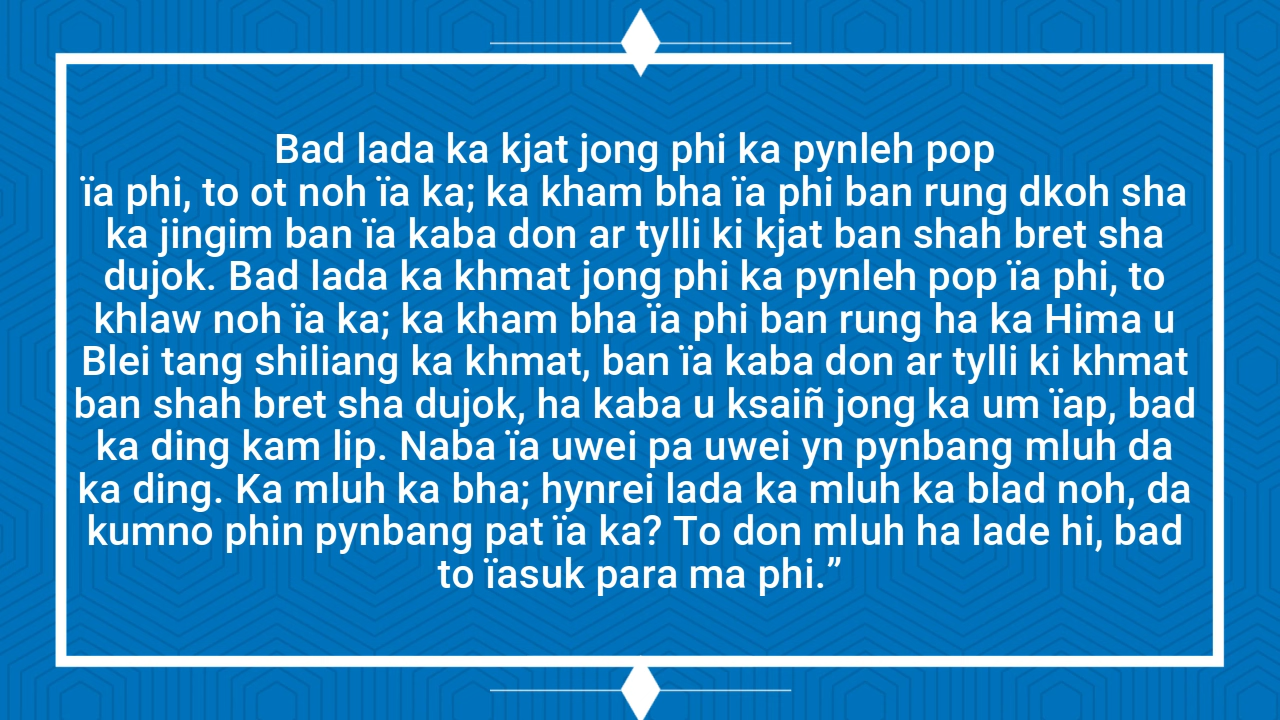 Bad lada ka kjat jong phi ka pynleh pop
ïa phi, to ot noh ïa ka; ka kham bha ïa phi ban rung dkoh sha
ka jingim ban ïa kaba don ar tylli ki kjat ban shah bret sha
dujok. Bad lada ka khmat jong phi ka pynleh pop ïa phi, to
khlaw noh ïa ka; ka kham bha ïa phi ban rung ha ka Hima u
Blei tang shiliang ka khmat, ban ïa kaba don ar tylli ki khmat
ban shah bret sha dujok, ha kaba u ksaiñ jong ka um ïap, bad
ka ding kam lip. Naba ïa uwei pa uwei yn pynbang mluh da
ka ding. Ka mluh ka bha; hynrei lada ka mluh ka blad noh, da
kumno phin pynbang pat ïa ka? To don mluh ha lade hi, bad
to ïasuk para ma phi.”